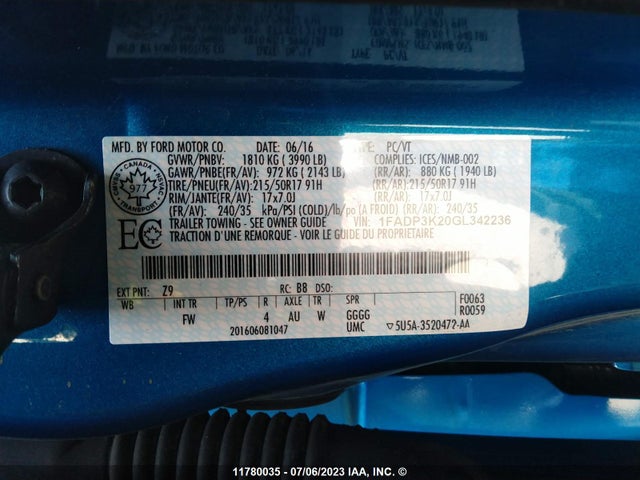 MFD. BY FORD MOTOR CO. DATE: 06/16 TYPE: PC/VT
GVWR/PNBV: 1810 KG ( 3990 LB) COMPLIES: ICES/NMB-002
GAWR/PNBE(FR/AV): 972 KG ( 2143 LB) (RR/AR): 880 KG ( 1940 LB)
TIRE/PNEU(FR/AV): 215/50R17 91H (RR/AR): 215/50R17 91H
RIM/JANTE(FR/AV): 17x7.0J (RR/AR): 17x7.0J
(FR/AV): 240/35 kPa/PSI (COLD)/lb/po (A FROID) (RR/AR): 240/35
TRAILER TOWING - SEE OWNER GUIDE VIN: 1FADP3K20GL342236
TRACTION D'UNE REMORQUE - VOIR LE GUIDE DU PROPRIETAIRE
CANADA
977
EC
EXT PNT: Z9 RC: B8 DSO:
WB INT TR TP/PS R AXLE TR SPR F0063
R0059
FW 4 AU W GGGG
201606081047 UMC 5U5A-3520472-AA
11780035 - 07/06/2023 IAA, INC. ©